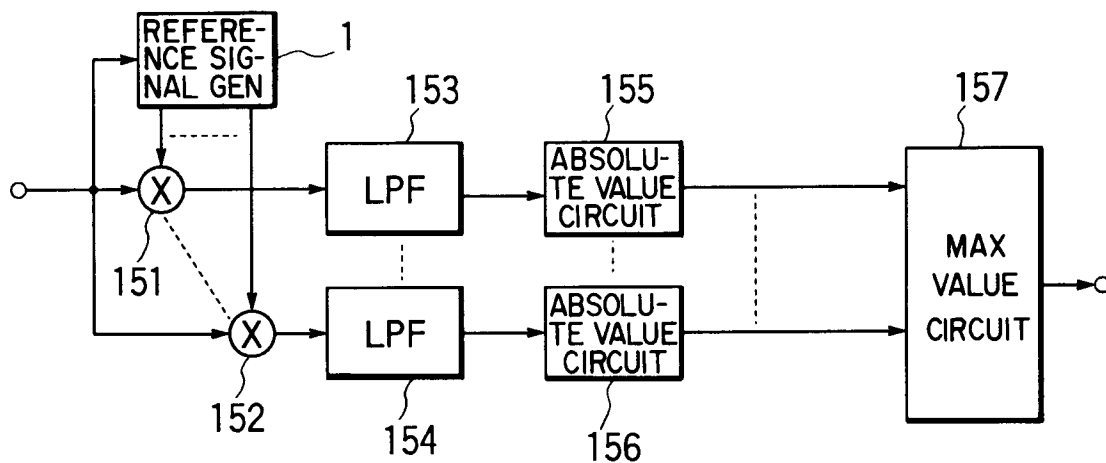 REFERE-
NCE SIG-
NAL GEN
1
153
155
157
X
LPF
ABSOLU-
TE VALUE
CIRCUIT
151
MAX
VALUE
CIRCUIT
X
LPF
ABSOLU-
TE VALUE
CIRCUIT
152
154
156